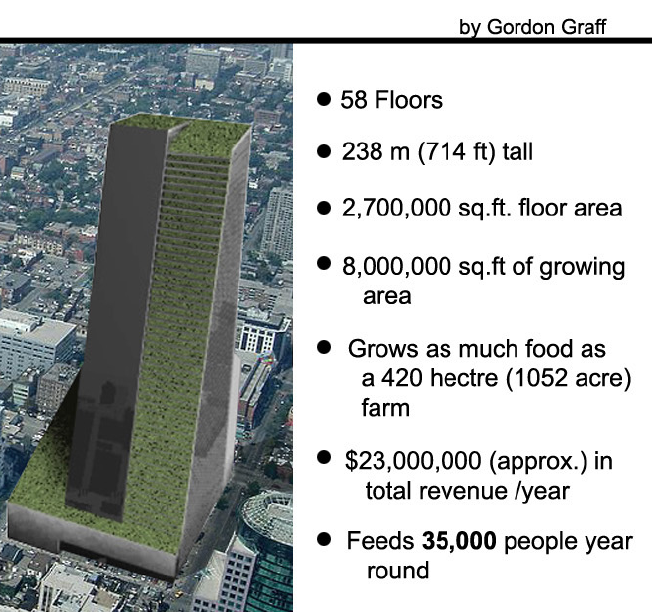 by Gordon Graff
● 58 Floors
● 238 m (714 ft) tall
● 2,700,000 sq.ft. floor area
● 8,000,000 sq.ft of growing
area
● Grows as much food as
a 420 hectre (1052 acre)
farm
● $23,000,000 (approx.) in
total revenue /year
● Feeds 35,000 people year
round